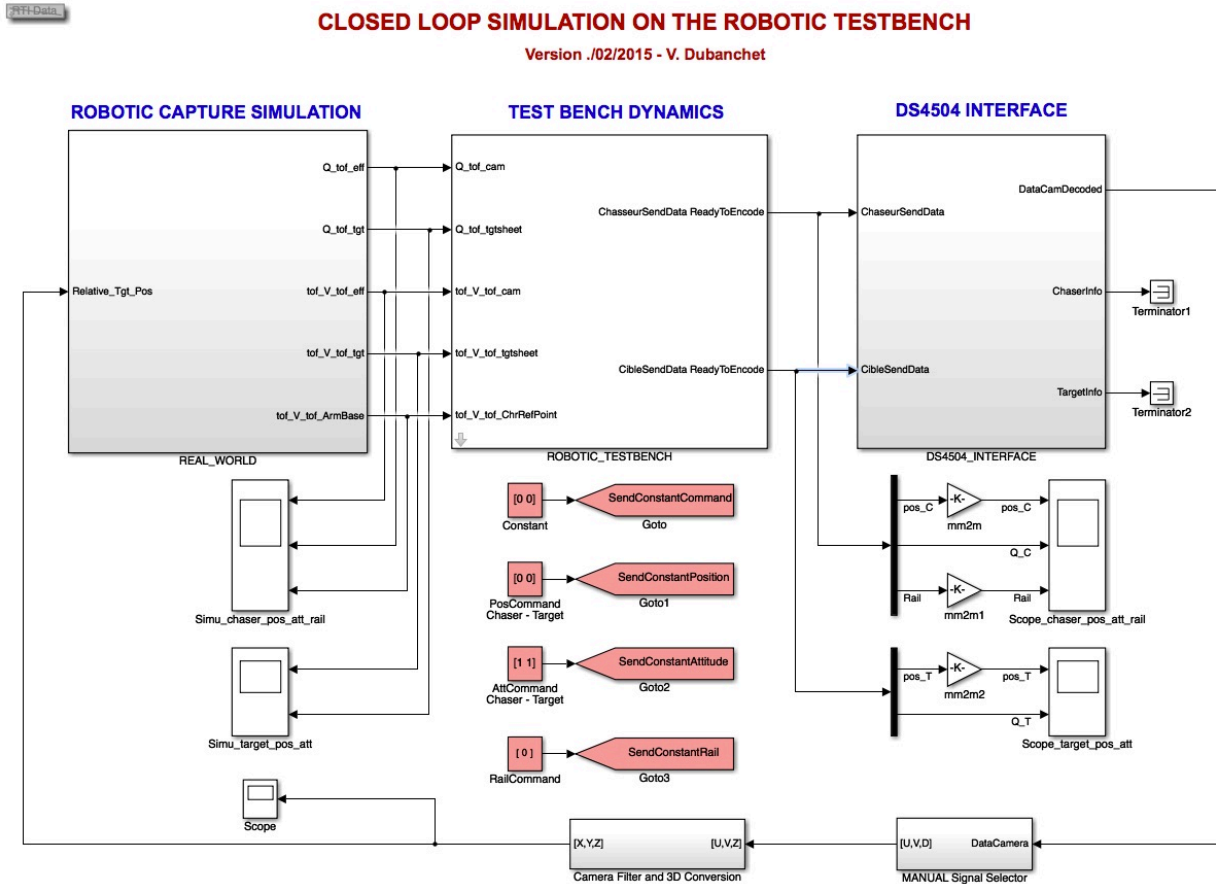 RTI Data
CLOSED LOOP SIMULATION ON THE ROBOTIC TESTBENCH
Version ./02/2015 - V. Dubanchet
ROBOTIC CAPTURE SIMULATION
TEST BENCH DYNAMICS
DS4504 INTERFACE
Relative_Tgt_Pos
Q_tof_eff
Q_tof_tgt
tof_V_tof_eff
tof_V_tof_tgt
tof_V_tof_ArmBase
REAL_WORLD
Q_tof_cam
Q_tof_tgtsheet
tof_V_tof_cam
tof_V_tof_tgtsheet
tof_V_tof_ChrRefPoint
ChasseurSendData ReadyToEncode
CibleSendData ReadyToEncode
ROBOTIC_TESTBENCH
ChaseurSendData
CibleSendData
DataCamDecoded
ChaserInfo
TargetInfo
DS4504_INTERFACE
Terminator1
Terminator2
Simu_chaser_pos_att_rail
Simu_target_pos_att
[0 0]
Constant
SendConstantCommand
Goto
[0 0]
PosCommand
Chaser - Target
SendConstantPosition
Goto1
[1 1]
AttCommand
Chaser - Target
SendConstantAttitude
Goto2
[ 0 ]
RailCommand
SendConstantRail
Goto3
pos_C
-K-
mm2m
pos_C
Q_C
Rail
-K-
mm2m1
Rail
Scope_chaser_pos_att_rail
pos_T
-K-
mm2m2
pos_T
Q_T
Scope_target_pos_att
Scope
[X,Y,Z]
[U,V,Z]
Camera Filter and 3D Conversion
[U,V,D]
DataCamera
MANUAL Signal Selector